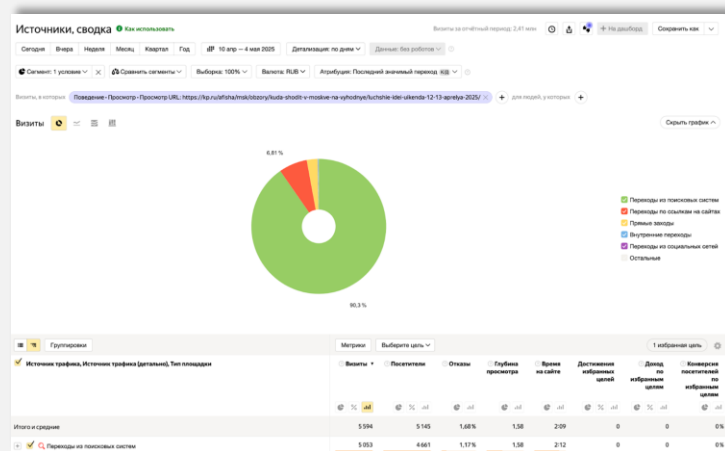 Источники, сводка Как использовать
Визиты за отчётный период: 2,41 млн
На дашборд
Сохранить как
Сегодня Вчера Неделя Месяц Квартал Год 10 апр — 4 мая 2025 Детализация: по дням Данные: без роботов
Сегмент: 1 условие Сравнить сегменты Выборка: 100% Валюта: RUB Атрибуция: Последний значимый переход
Визиты, в которых Поведение › Просмотр › Просмотр URL: https://kp.ru/afisha/msk/obzory/kuda-shodit-v-moskve-na-vyhodnye/luchshie-idei-uikenda-12-13-aprelya-2025/ × + для людей, у которых +
Визиты
Скрыть график
6,81 %
Переходы из поисковых систем
Переходы по ссылкам на сайтах
Прямые заходы
Внутренние переходы
Переходы из социальных сетей
Остальные
90,3 %
Группировки Метрики Выберите цель 1 избранная цель
Источник трафика, Источник трафика (детально), Тип площадки
Визиты
Посетители
Отказы
Глубина просмотра
Время на сайте
Достижения избранных целей
Доход по избранным целям
Конверсия посетителей по избранным целям
Итого и средние 5 594 5 145 1,68 % 1,58 2:09 0 0 0 %
Переходы из поисковых систем 5 053 4 661 1,17 % 1,58 2:12 0 0 0 %